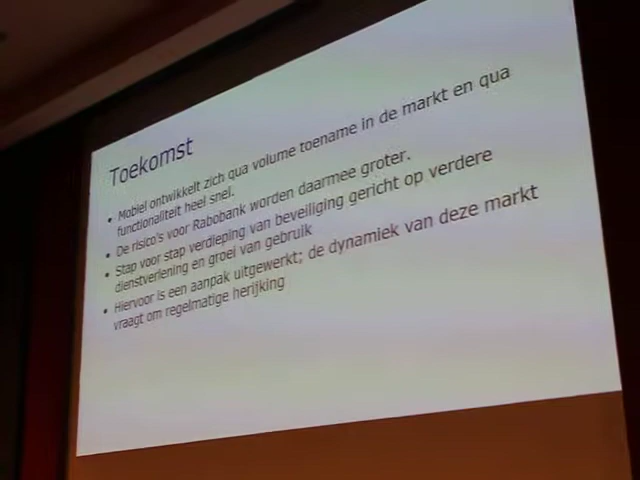 Toekomst
• Mobiel ontwikkelt zich qua volume toename in de markt en qua
functionaliteit heel snel.
• De risico's voor Rabobank worden daarmee groter.
• Stap voor stap verdieping van beveiliging gericht op verdere
dienstverlening en groei van gebruik
• Hiervoor is een aanpak uitgewerkt; de dynamiek van deze markt
vraagt om regelmatige herijking